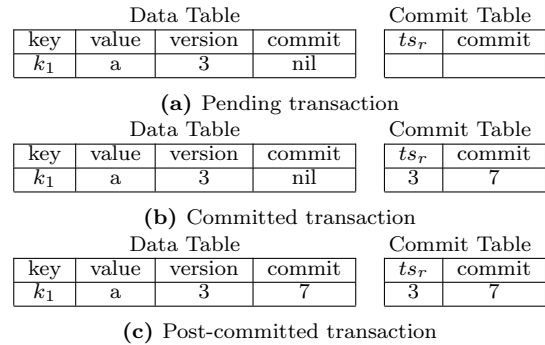 Data Table Commit Table
key value version commit ts_r commit
k_1 a 3 nil
(a) Pending transaction
Data Table Commit Table
key value version commit ts_r commit
k_1 a 3 nil 3 7
(b) Committed transaction
Data Table Commit Table
key value version commit ts_r commit
k_1 a 3 7 3 7
(c) Post-committed transaction